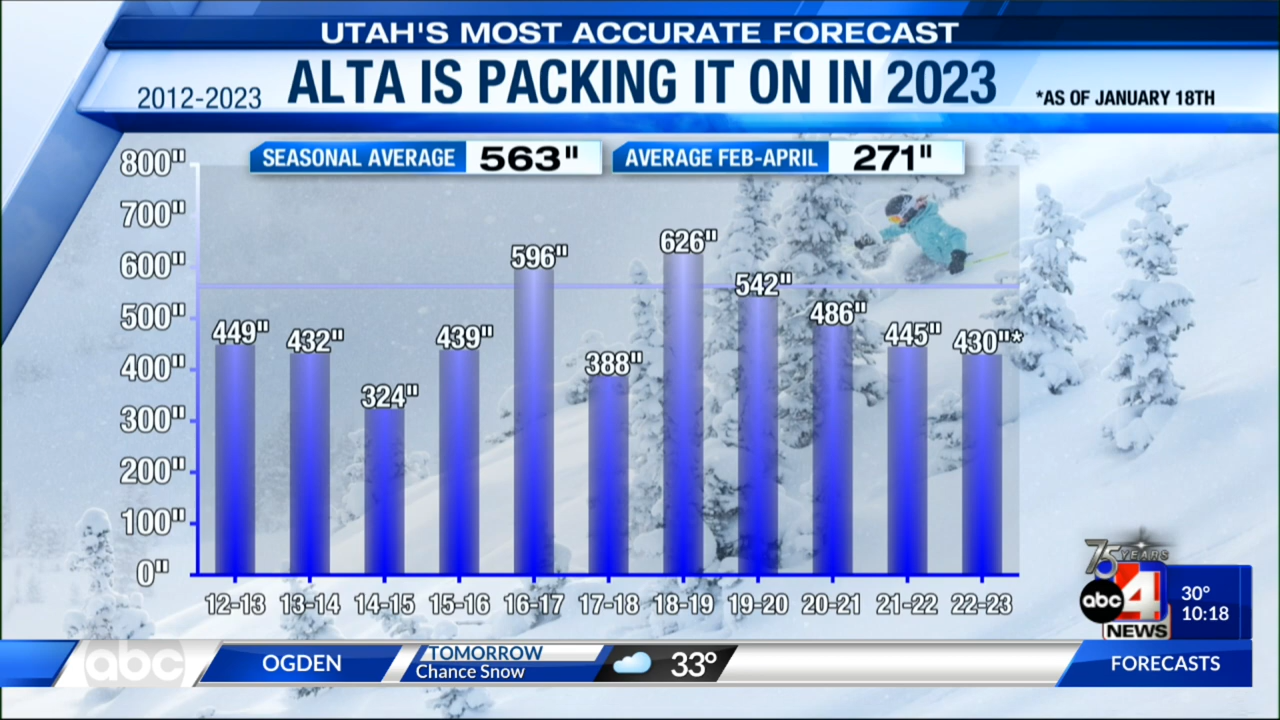 UTAH'S MOST ACCURATE FORECAST
2012-2023 ALTA IS PACKING IT ON IN 2023 *AS OF JANUARY 18TH
SEASONAL AVERAGE 563" AVERAGE FEB-APRIL 271"
800"
700"
600"
500"
400"
300"
200"
100"
0"
449" 432" 324" 439" 596" 388" 626" 542" 486" 445" 430"*
12-13 13-14 14-15 15-16 16-17 17-18 18-19 19-20 20-21 21-22 22-23
75 YEARS
abc 4
NEWS
30°
10:18
abc
OGDEN
TOMORROW
Chance Snow
33°
FORECASTS